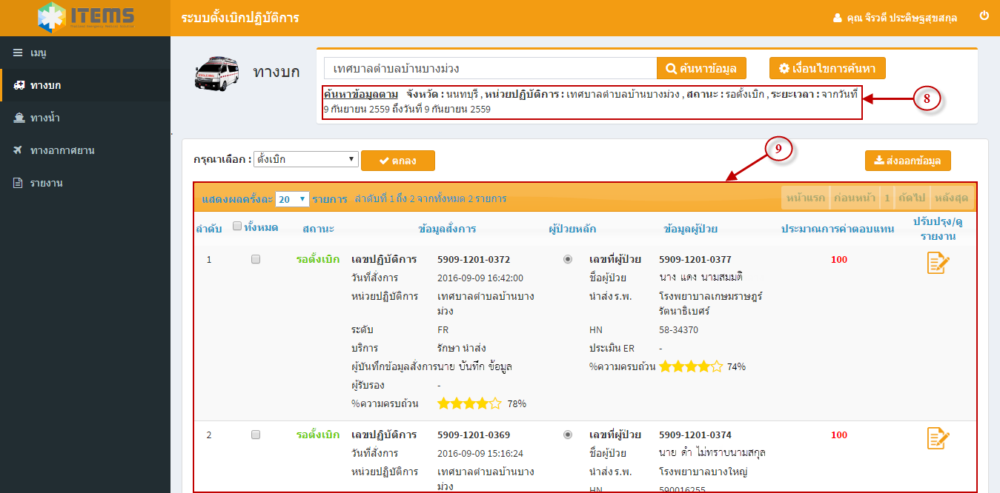 ITEMS
ระบบตั้งเบิกปฏิบัติการ
คุณ จิรวดี ประดิษฐสุขสกุล
เมนู
ทางบก
ทางน้ำ
ทางอากาศยาน
รายงาน
ทางบก
เทศบาลตำบลบ้านบางม่วง
ค้นหาข้อมูล
เงื่อนไขการค้นหา
ค้นหาข้อมูลตาม จังหวัด : นนทบุรี , หน่วยปฏิบัติการ : เทศบาลตำบลบ้านบางม่วง , สถานะ : รอตั้งเบิก , ระยะเวลา : จากวันที่
9 กันยายน 2559 ถึงวันที่ 9 กันยายน 2559
8
กรุณาเลือก : ตั้งเบิก
ตกลง
9
ส่งออกข้อมูล
แสดงผลครั้งละ 20 รายการ ลำดับที่ 1 ถึง 2 จากทั้งหมด 2 รายการ
หน้าแรก ก่อนหน้า 1 ถัดไป หลังสุด
ลำดับ ทั้งหมด สถานะ ข้อมูลสั่งการ ผู้ป่วยหลัก ข้อมูลผู้ป่วย ประมาณการค่าตอบแทน ปรับปรุง/ดู
รายงาน
1 รอตั้งเบิก เลขปฏิบัติการ 5909-1201-0372 เลขที่ผู้ป่วย 5909-1201-0377 100
วันที่สั่งการ 2016-09-09 16:42:00 ชื่อผู้ป่วย นาง แดง นามสมมติ
หน่วยปฏิบัติการ เทศบาลตำบลบ้านบาง นำส่ง ร.พ. โรงพยาบาลเกษมราษฎร์
ม่วง รัตนาธิเบศร์
ระดับ FR HN 58-34370
บริการ รักษา นำส่ง ประเมิน ER -
ผู้บันทึกข้อมูลสั่งการ นาย บันทึก ข้อมูล %ความครบถ้วน 74%
ผู้รับรอง -
%ความครบถ้วน 78%
2 รอตั้งเบิก เลขปฏิบัติการ 5909-1201-0369 เลขที่ผู้ป่วย 5909-1201-0374 100
วันที่สั่งการ 2016-09-09 15:16:24 ชื่อผู้ป่วย นาย ดำ ไม่ทราบนามสกุล
หน่วยปฏิบัติการ เทศบาลตำบลบ้านบาง นำส่ง ร.พ. โรงพยาบาลบางใหญ่
ม่วง HN 590016255